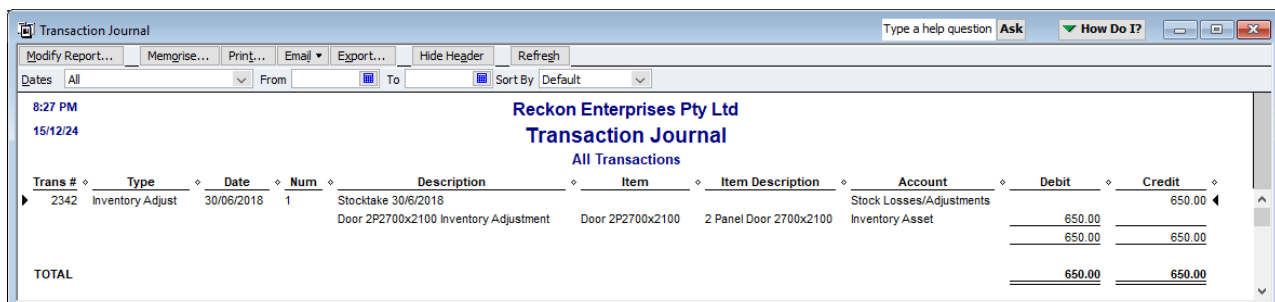 Transaction Journal Type a help question Ask How Do I?
Modify Report... Memorise... Print... Email Export... Hide Header Refresh
Dates All From To Sort By Default
8:27 PM Reckon Enterprises Pty Ltd
15/12/24 Transaction Journal
All Transactions
Trans # Type Date Num Description Item Item Description Account Debit Credit
2342 Inventory Adjust 30/06/2018 1 Stocktake 30/6/2018 Stock Losses/Adjustments 650.00
Door 2P2700x2100 Inventory Adjustment Door 2P2700x2100 2 Panel Door 2700x2100 Inventory Asset 650.00
650.00 650.00
TOTAL 650.00 650.00